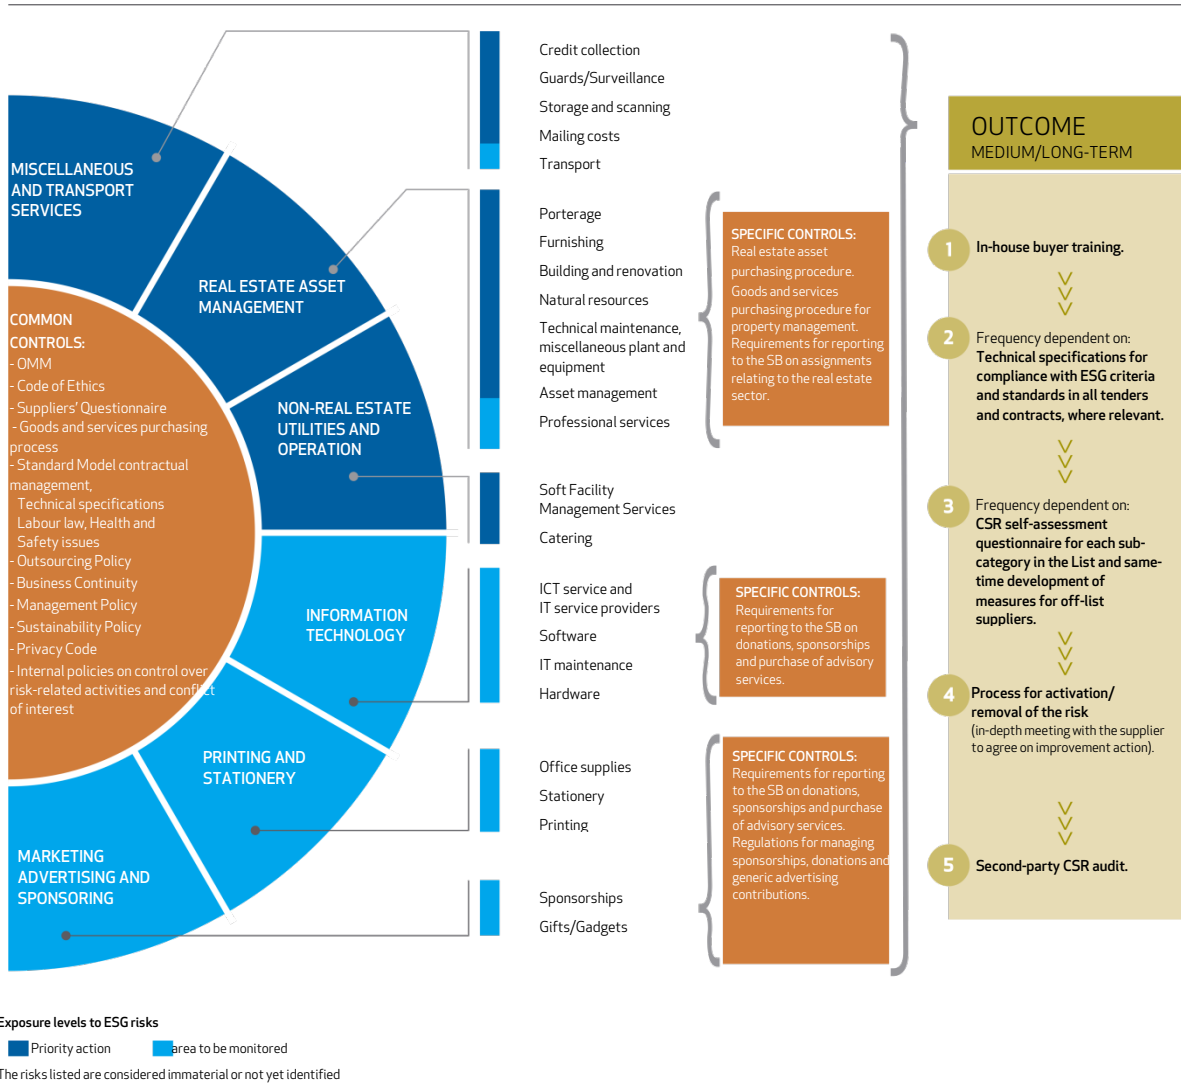 MISCELLANEOUS
AND TRANSPORT
SERVICES
REAL ESTATE ASSET
MANAGEMENT
NON-REAL ESTATE
UTILITIES AND
OPERATION
INFORMATION
TECHNOLOGY
PRINTING AND
STATIONERY
MARKETING
ADVERTISING AND
SPONSORING
COMMON
CONTROLS:
- OMM
- Code of Ethics
- Suppliers' Questionnaire
- Goods and services purchasing
process
- Standard Model contractual
management,
Technical specifications
Labour law, Health and
Safety issues
- Outsourcing Policy
- Business Continuity
- Management Policy
- Sustainability Policy
- Privacy Code
- Internal policies on control over
risk-related activities and conflict
of interest
Credit collection
Guards/Surveillance
Storage and scanning
Mailing costs
Transport
Porterage
Furnishing
Building and renovation
Natural resources
Technical maintenance,
miscellaneous plant and
equipment
Asset management
Professional services
Soft Facility
Management Services
Catering
ICT service and
IT service providers
Software
IT maintenance
Hardware
Office supplies
Stationery
Printing
Sponsorships
Gifts/Gadgets
SPECIFIC CONTROLS:
Real estate asset
purchasing procedure.
Goods and services
purchasing procedure for
property management.
Requirements for reporting
to the SB on assignments
relating to the real estate
sector.
SPECIFIC CONTROLS:
Requirements for
reporting to the SB on
donations, sponsorships
and purchase of advisory
services.
SPECIFIC CONTROLS:
Requirements for reporting
to the SB on donations,
sponsorships and purchase
of advisory services.
Regulations for managing
sponsorships, donations and
generic advertising
contributions.
OUTCOME
MEDIUM/LONG-TERM
1 In-house buyer training.
2 Frequency dependent on:
Technical specifications for
compliance with ESG criteria
and standards in all tenders
and contracts, where relevant.
3 Frequency dependent on:
CSR self-assessment
questionnaire for each sub-
category in the List and same-
time development of
measures for off-list
suppliers.
4 Process for activation/
removal of the risk
(in-depth meeting with the supplier
to agree on improvement action).
5 Second-party CSR audit.
Exposure levels to ESG risks
Priority action
area to be monitored
The risks listed are considered immaterial or not yet identified